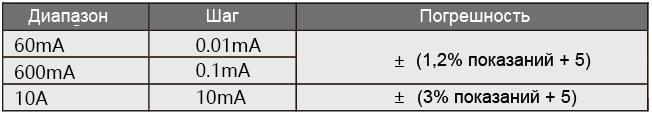 Диапазон Шаг Погрешность
60mA 0.01mA ± (1,2% показаний + 5)
600mA 0.1mA
10A 10mA ± (3% показаний + 5)